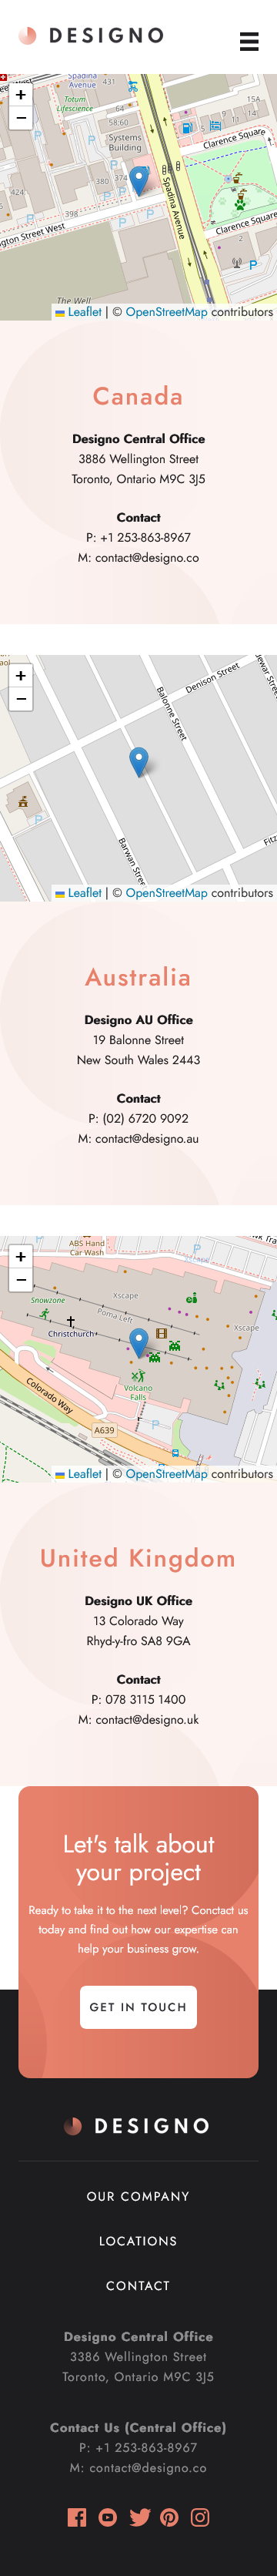 DESIGNO
+
−
Spadina
Avenue
Tatum
Lifescience
64
58.60
Systems
Building
9
11
14
Clarence Square
380
374
424
398
Spadina Avenue
Clarence Square
ngton Street West
The Well
Leaflet | © OpenStreetMap contributors
Canada
Designo Central Office
3886 Wellington Street
Toronto, Ontario M9C 3J5
Contact
P: +1 253-863-8967
M: contact@designo.co
+
−
Denison Street
Balonne Street
Barwan Stree
Fitz
Leaflet | © OpenStreetMap contributors
Australia
Designo AU Office
19 Balonne Street
New South Wales 2443
Contact
P: (02) 6720 9092
M: contact@designo.au
+
−
ABS Hand
Car Wash
Snowzone
Xscape
Poma Left
Christchurch
Xscape
Volcano
Falls
Colorado Way
A639
Leaflet | © OpenStreetMap contributors
United Kingdom
Designo UK Office
13 Colorado Way
Rhyd-y-fro SA8 9GA
Contact
P: 078 3115 1400
M: contact@designo.uk
Let's talk about
your project
Ready to take it to the next level? Conctact us
today and find out how our expertise can
help your business grow.
GET IN TOUCH
DESIGNO
OUR COMPANY
LOCATIONS
CONTACT
Designo Central Office
3386 Wellington Street
Toronto, Ontario M9C 3J5
Contact Us (Central Office)
P: +1 253-863-8967
M: contact@designo.co